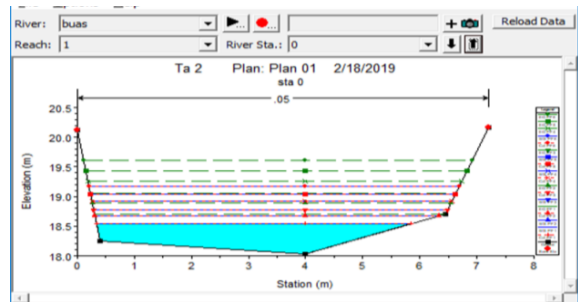 River: buas + Reload Data
Reach: 1 River Sta.: 0
Ta 2 Plan: Plan 01 2/18/2019
sta 0
.05
20.5
20.0
19.5
19.0
18.5
18.0
Elevation (m)
0 1 2 3 4 5 6 7 8
Station (m)